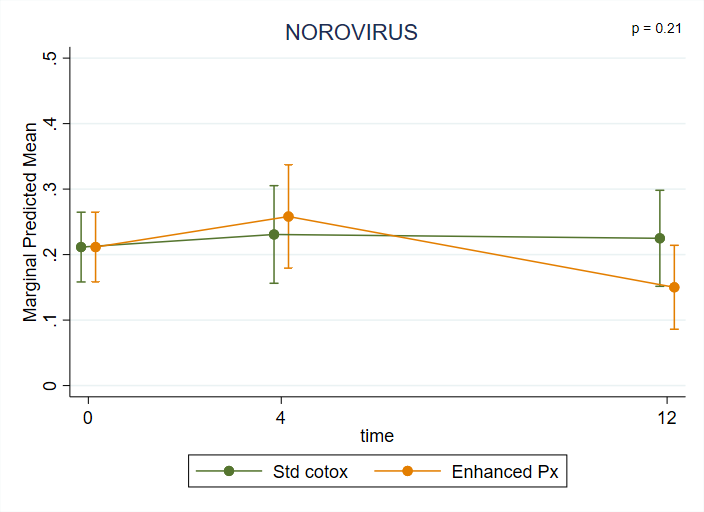 NOROVIRUS
p = 0.21
Marginal Predicted Mean
.5
.4
.3
.2
.1
0
0 4 12
time
Std cotox Enhanced Px